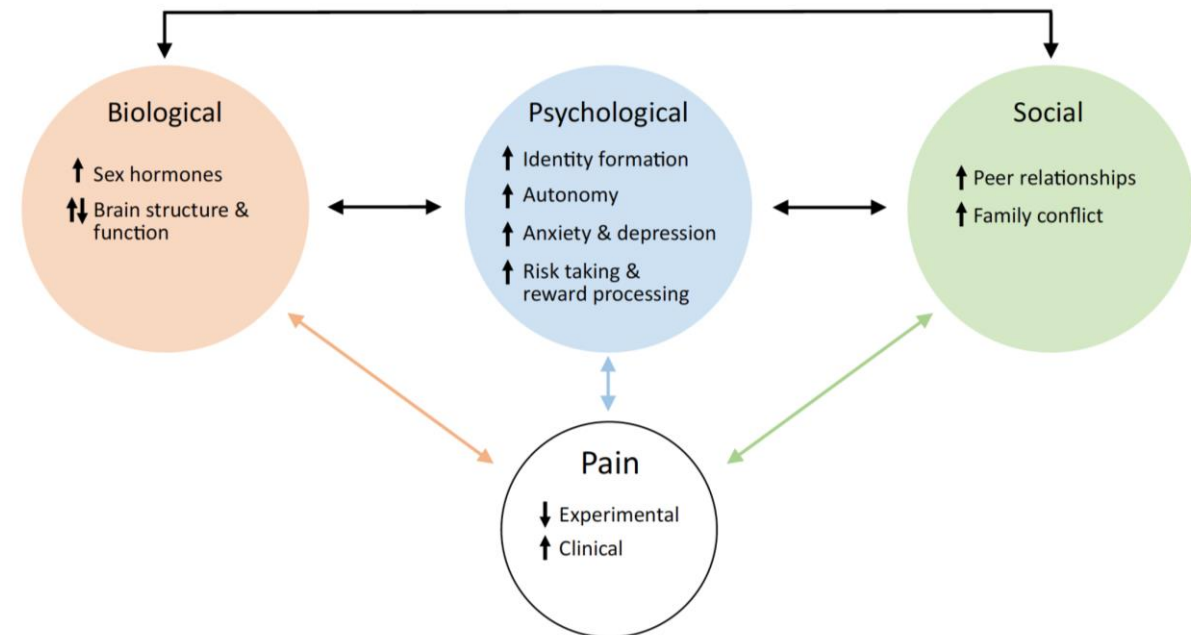 Biological
↑ Sex hormones
↑↓ Brain structure &
function
Psychological
↑ Identity formation
↑ Autonomy
↑ Anxiety & depression
↑ Risk taking &
reward processing
Social
↑ Peer relationships
↑ Family conflict
Pain
↓ Experimental
↑ Clinical